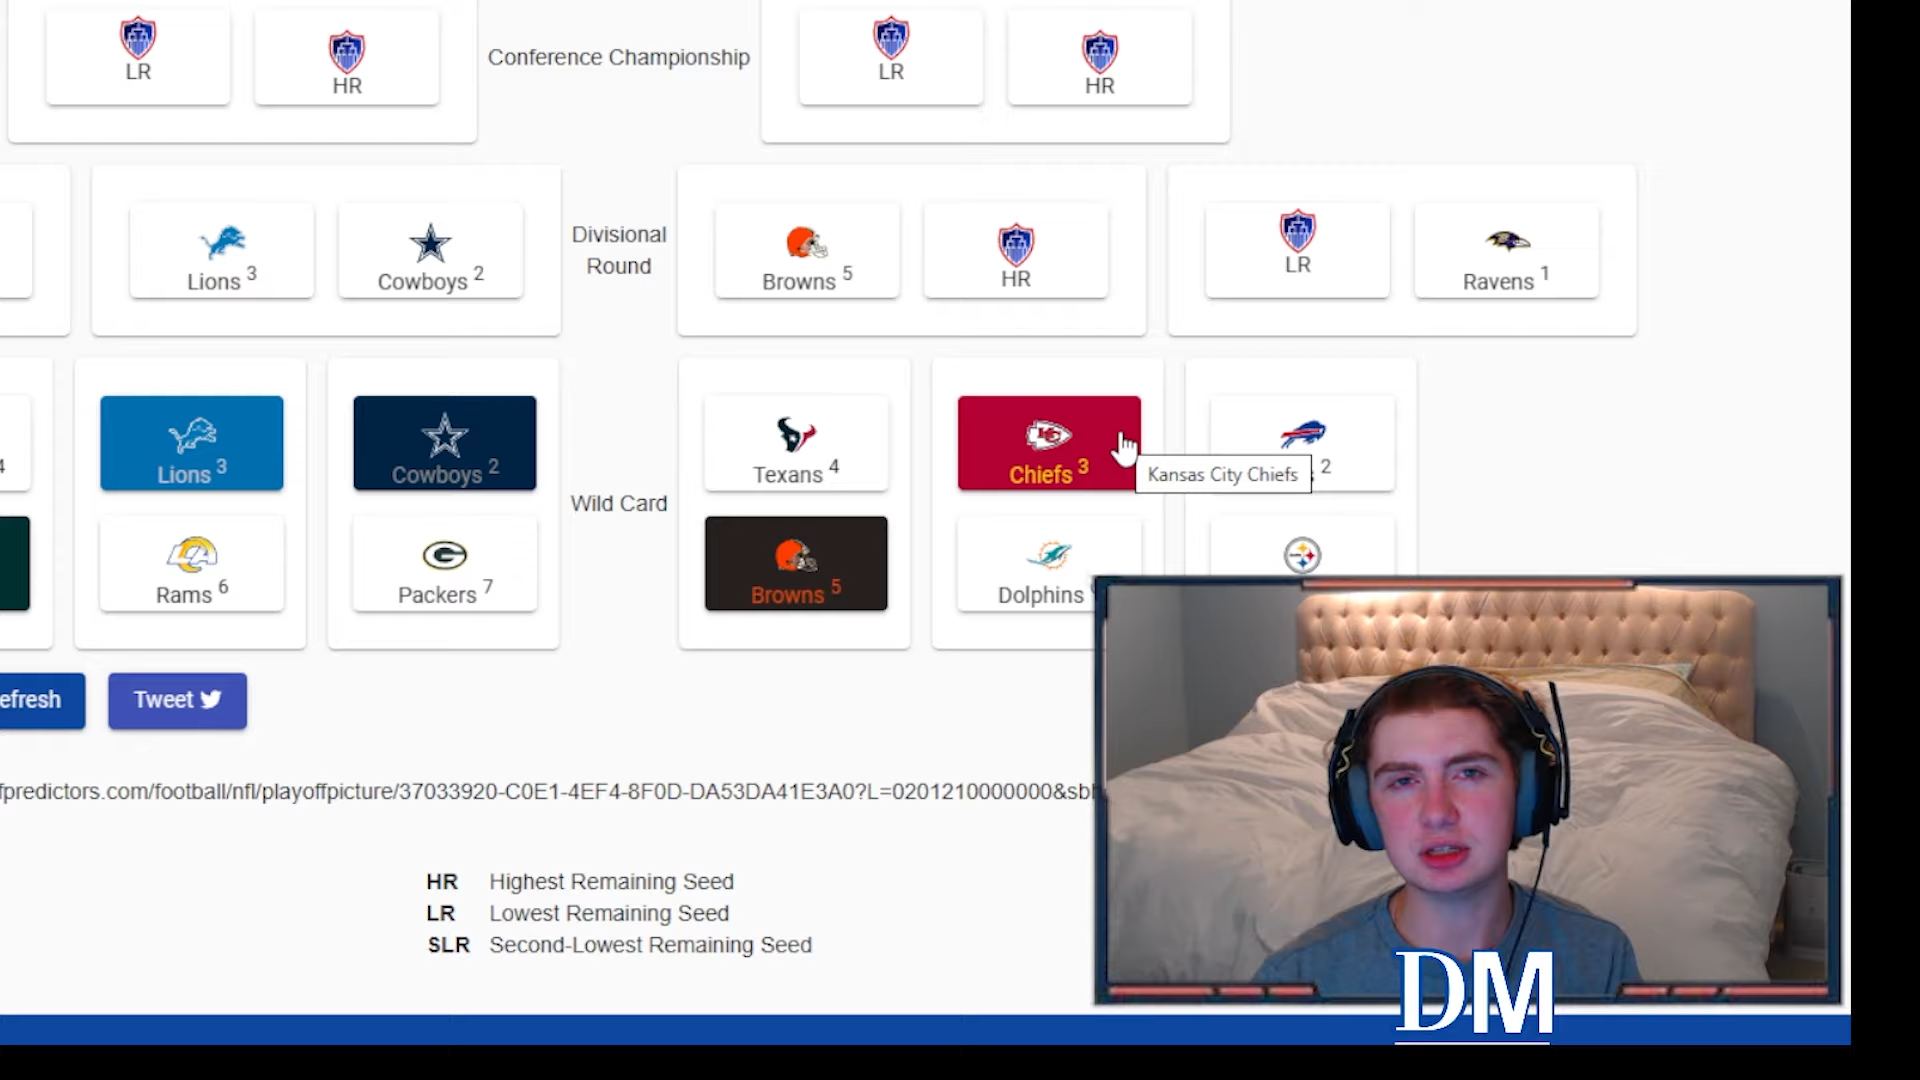 LR
HR
Conference Championship
LR
HR
Lions 3
Cowboys 2
Divisional
Round
Browns 5
HR
LR
Ravens 1
4
Lions 3
Cowboys 2
Wild Card
Texans 4
Chiefs 3
Kansas City Chiefs
2
Rams 6
Packers 7
Browns 5
Dolphins
efresh
Tweet
fpredictors.com/football/nfl/playoffpicture/37033920-C0E1-4EF4-8F0D-DA53DA41E3A0?L=0201210000000&sb
HR Highest Remaining Seed
LR Lowest Remaining Seed
SLR Second-Lowest Remaining Seed
DM